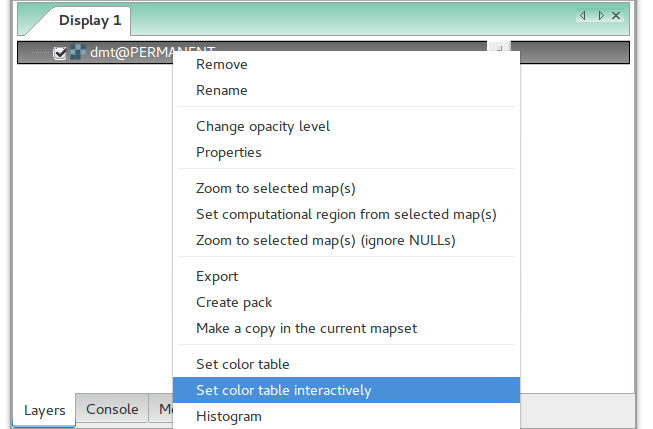 Display 1
dmt@PERMANENT
Remove
Rename
Change opacity level
Properties
Zoom to selected map(s)
Set computational region from selected map(s)
Zoom to selected map(s) (ignore NULLs)
Export
Create pack
Make a copy in the current mapset
Set color table
Set color table interactively
Histogram
Layers Console